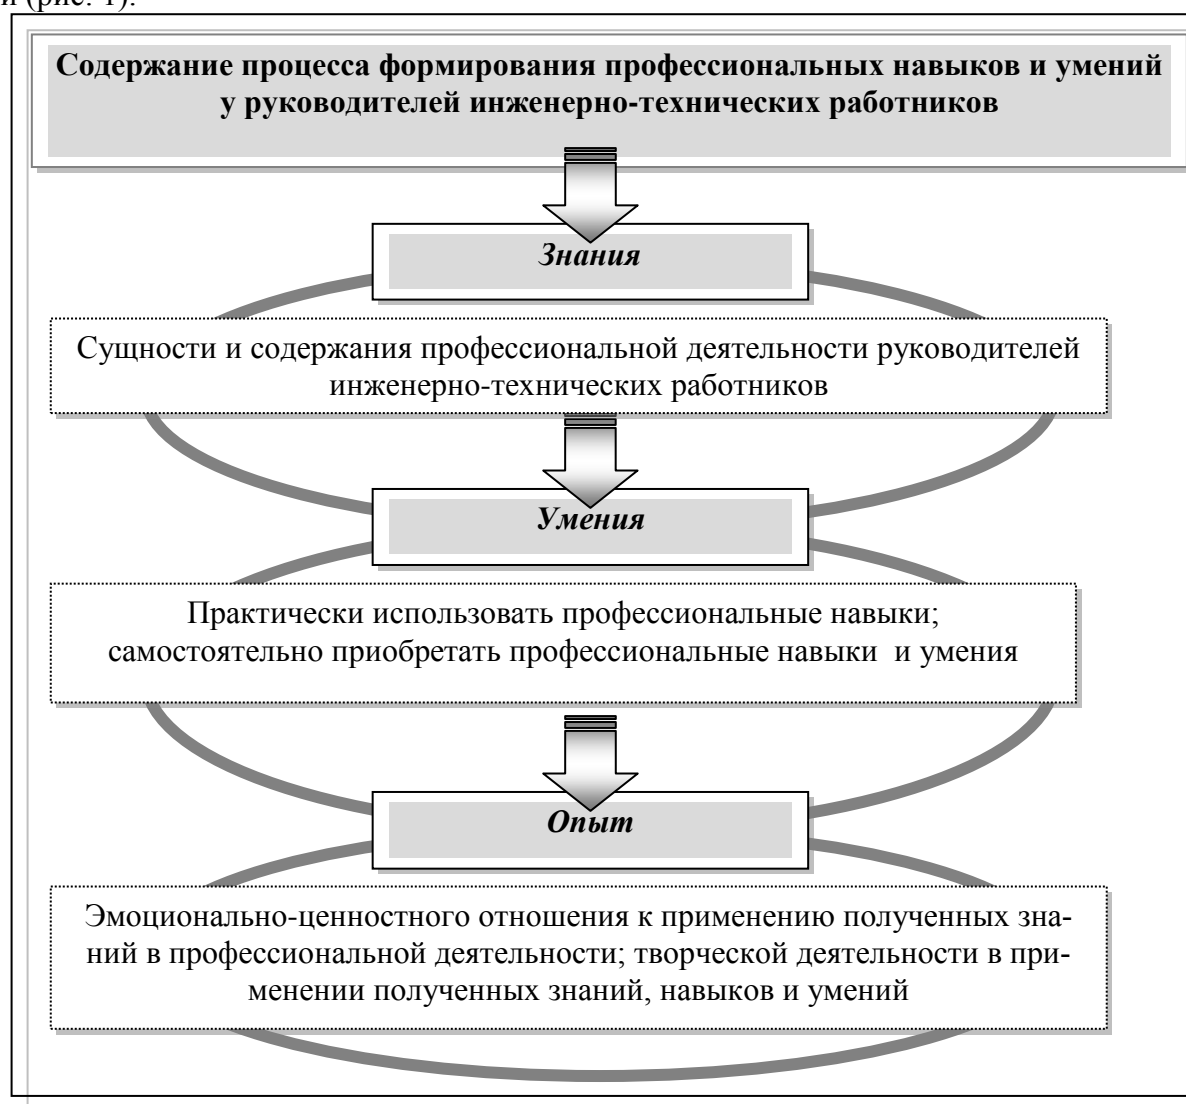 и (рис. 1).
Содержание процесса формирования профессиональных навыков и умений
у руководителей инженерно-технических работников
Знания
Сущности и содержания профессиональной деятельности руководителей
инженерно-технических работников
Умения
Практически использовать профессиональные навыки;
самостоятельно приобретать профессиональные навыки и умения
Опыт
Эмоционально-ценностного отношения к применению полученных зна-
ний в профессиональной деятельности; творческой деятельности в при-
менении полученных знаний, навыков и умений